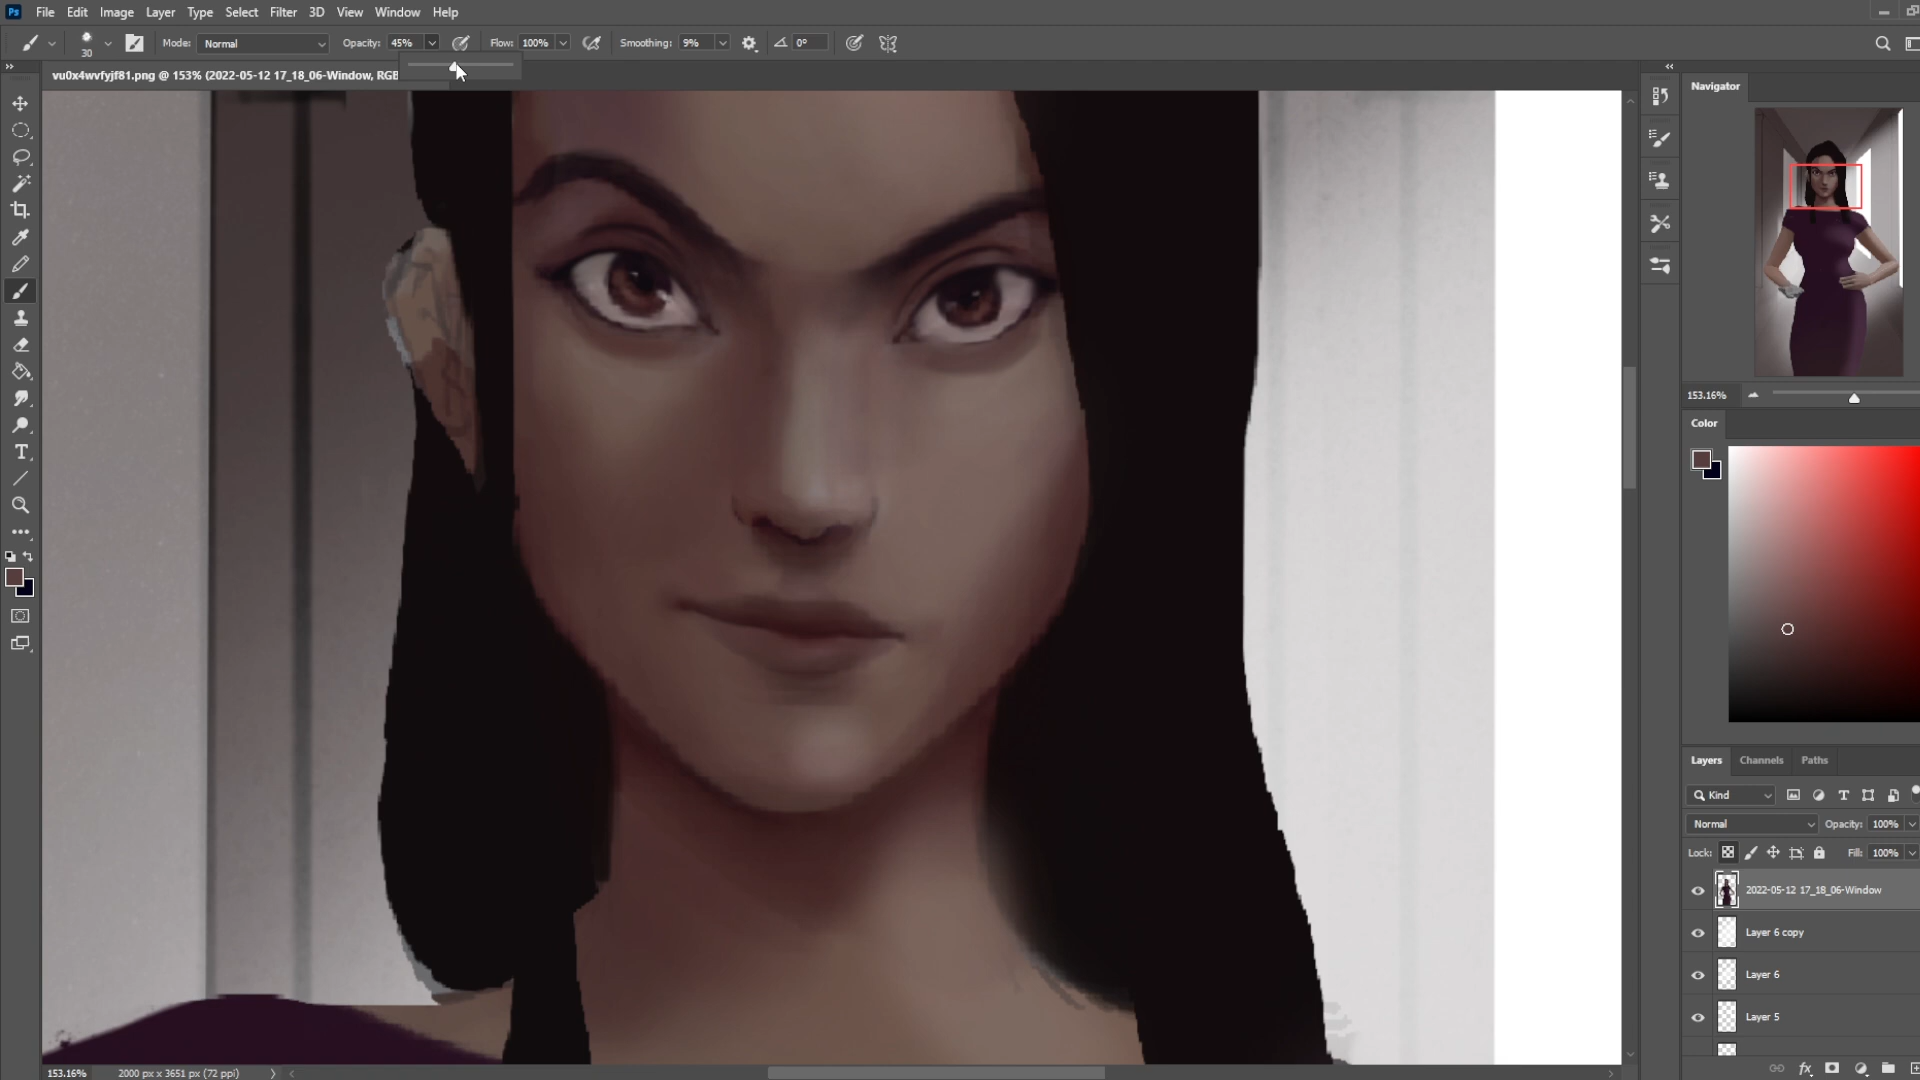 Ps File Edit Image Layer Type Select Filter 3D View Window Help
30 Mode: Normal Opacity: 45% Flow: 100% Smoothing: 9% 0°
vu0x4wvfyjf81.png @ 153% (2022-05-12 17_18_06-Window, RGB
Navigator
153.16%
Color
Layers Channels Paths
Kind
Normal Opacity: 100%
Lock: Fill: 100%
2022-05-12 17_18_06-Window
Layer 6 copy
Layer 6
Layer 5
fx
153.16% 2000 px x 3651 px (72 ppi)